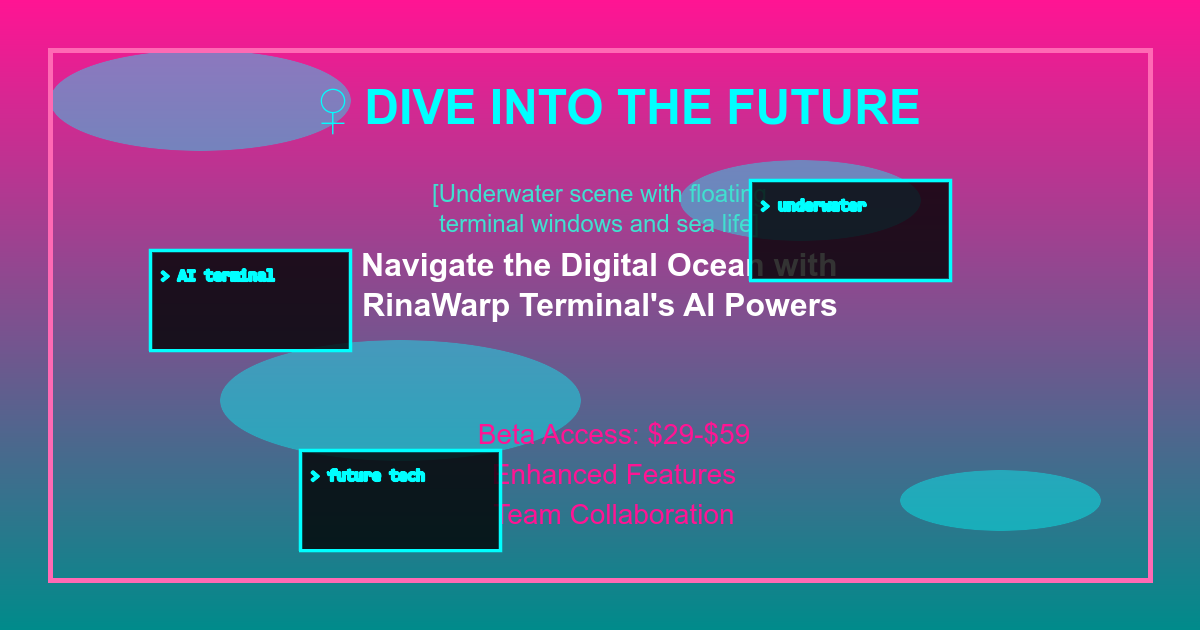 ♀ DIVE INTO THE FUTURE
[Underwater scene with floating
terminal windows and sea life]
> underwater
Navigate the Digital Ocean with
RinaWarp Terminal's AI Powers
> AI terminal
Beta Access: $29-$59
Enhanced Features
Team Collaboration
> future tech